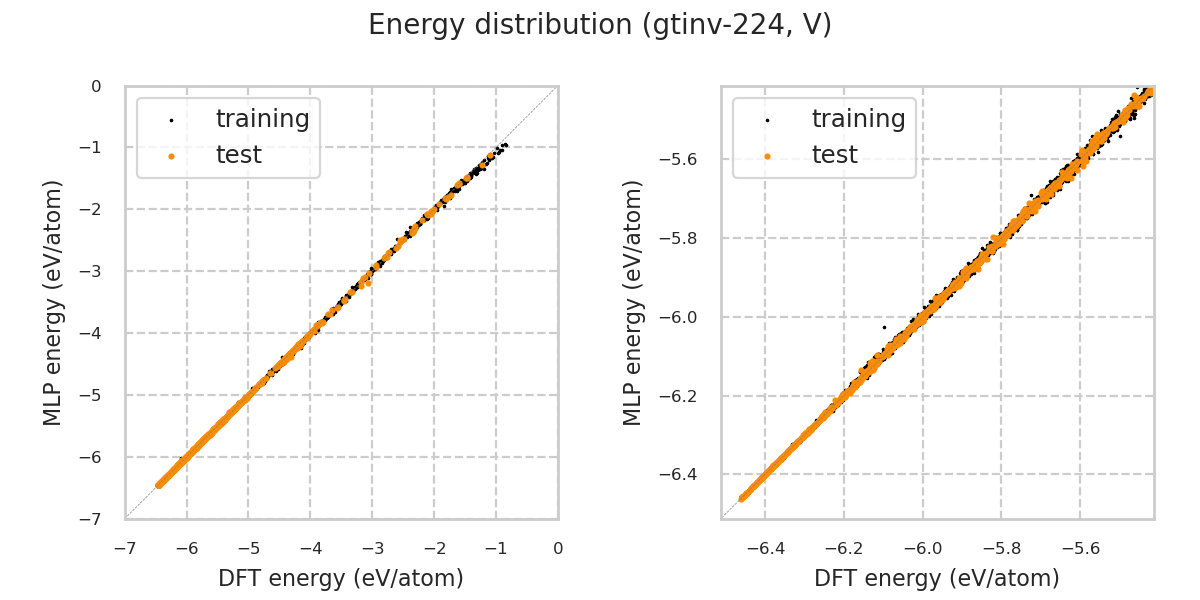 Energy distribution (gtinv-224, V)
training
test
0
−1
−2
−3
−4
−5
−6
−7
MLP energy (eV/atom)
−7 −6 −5 −4 −3 −2 −1 0
DFT energy (eV/atom)
training
test
−5.6
−5.8
−6.0
−6.2
−6.4
MLP energy (eV/atom)
−6.4 −6.2 −6.0 −5.8 −5.6
DFT energy (eV/atom)